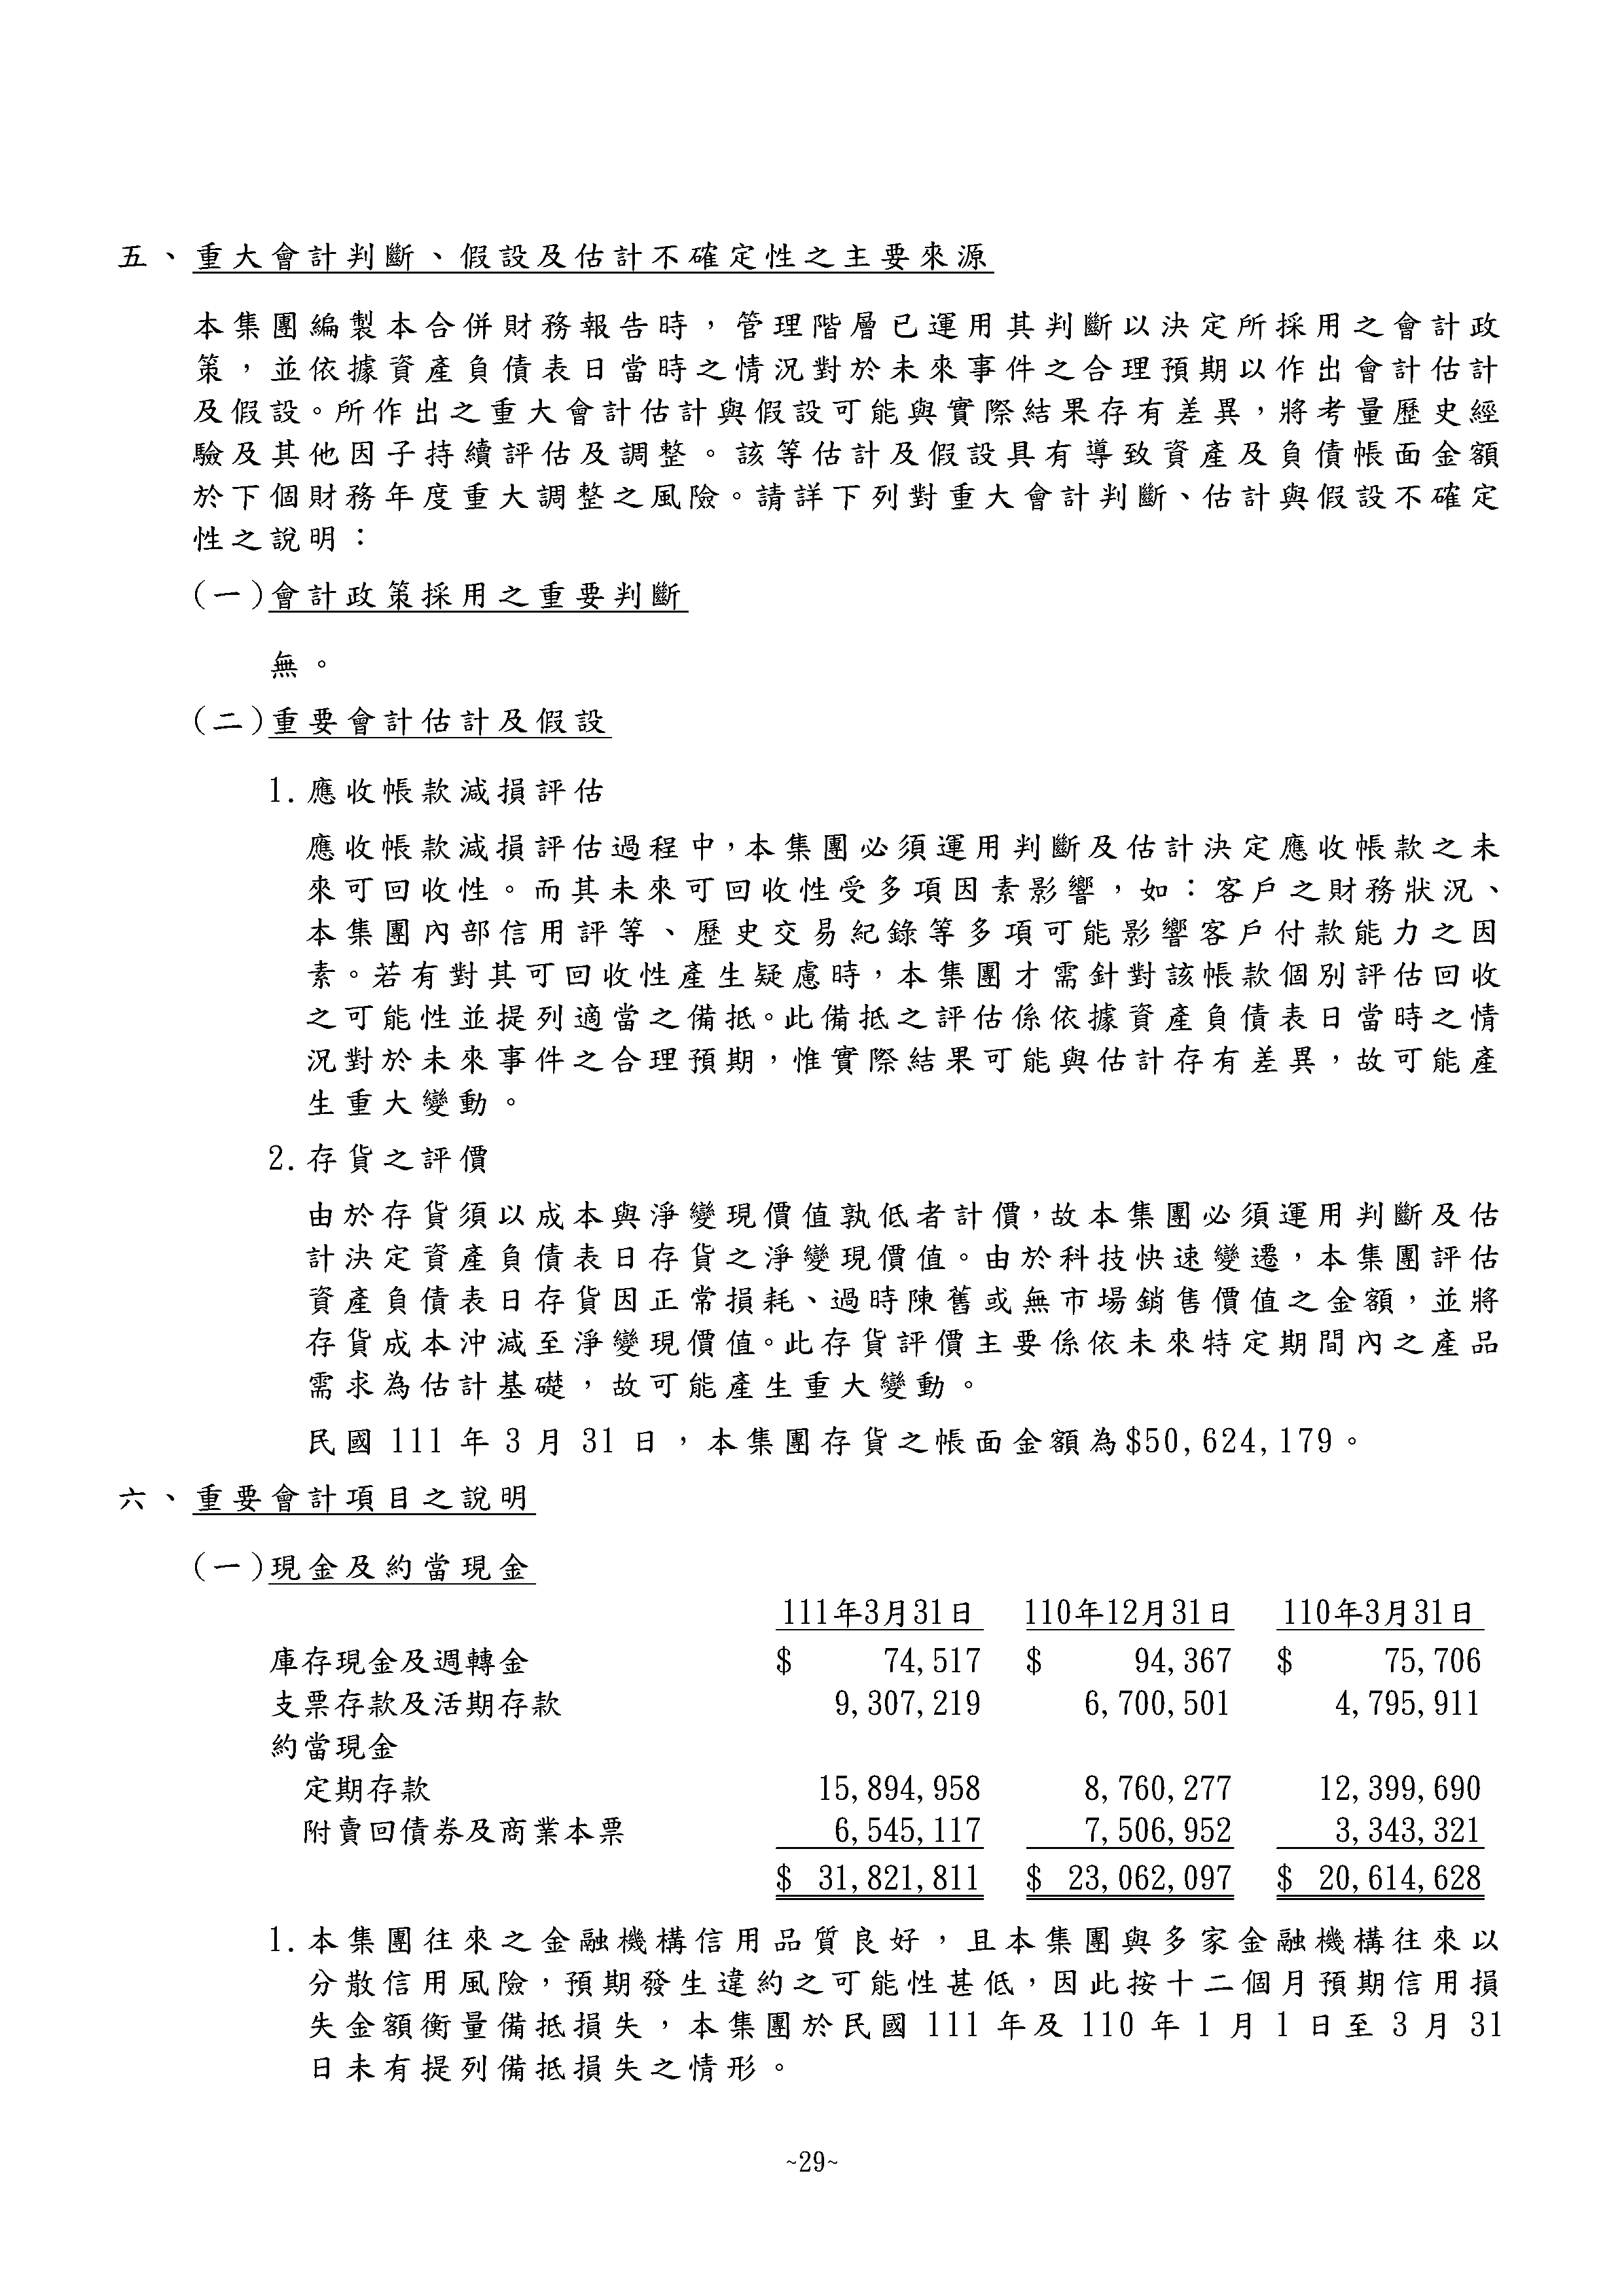 五、重大會計判斷、假設及估計不確定性之主要來源
本集團編製本合併財務報告時，管理階層已運用其判斷以決定所採用之會計政
策，並依據資產負債表日當時之情況對於未來事件之合理預期以作出會計估計
及假設。所作出之重大會計估計與假設可能與實際結果存有差異，將考量歷史經
驗及其他因子持續評估及調整。該等估計及假設具有導致資產及負債帳面金額
於下個財務年度重大調整之風險。請詳下列對重大會計判斷、估計與假設不確定
性之說明：
(一)會計政策採用之重要判斷
無。
(二)重要會計估計及假設
1.應收帳款減損評估
應收帳款減損評估過程中，本集團必須運用判斷及估計決定應收帳款之未
來可回收性。而其未來可回收性受多項因素影響，如：客戶之財務狀況、
本集團內部信用評等、歷史交易紀錄等多項可能影響客戶付款能力之因
素。若有對其可回收性產生疑慮時，本集團才需針對該帳款個別評估回收
之可能性並提列適當之備抵。此備抵之評估係依據資產負債表日當時之情
況對於未來事件之合理預期，惟實際結果可能與估計存有差異，故可能產
生重大變動。
2.存貨之評價
由於存貨須以成本與淨變現價值孰低者計價，故本集團必須運用判斷及估
計決定資產負債表日存貨之淨變現價值。由於科技快速變遷，本集團評估
資產負債表日存貨因正常損耗、過時陳舊或無市場銷售價值之金額，並將
存貨成本沖減至淨變現價值。此存貨評價主要係依未來特定期間內之產品
需求為估計基礎，故可能產生重大變動。
民國 111 年 3 月 31 日，本集團存貨之帳面金額為$50,624,179。
六、重要會計項目之說明
(一)現金及約當現金
111年3月31日 110年12月31日 110年3月31日
庫存現金及週轉金 $ 74,517 $ 94,367 $ 75,706
支票存款及活期存款 9,307,219 6,700,501 4,795,911
約當現金
定期存款 15,894,958 8,760,277 12,399,690
附賣回債券及商業本票 6,545,117 7,506,952 3,343,321
$ 31,821,811 $ 23,062,097 $ 20,614,628
1.本集團往來之金融機構信用品質良好，且本集團與多家金融機構往來以
分散信用風險，預期發生違約之可能性甚低，因此按十二個月預期信用損
失金額衡量備抵損失，本集團於民國 111 年及 110 年 1 月 1 日至 3 月 31
日未有提列備抵損失之情形。
~29~